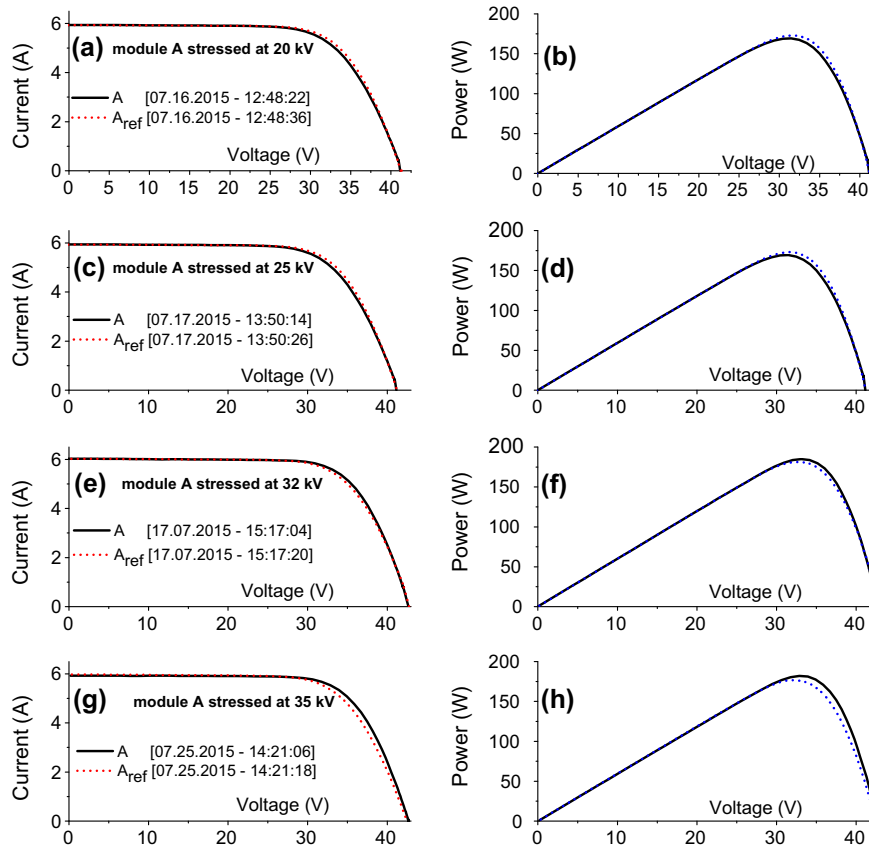 Current (A)
6
4
2
0
(a) module A stressed at 20 kV
A [07.16.2015 - 12:48:22]
A_ref [07.16.2015 - 12:48:36]
Voltage (V)
0 5 10 15 20 25 30 35 40
Power (W)
200
150
100
50
0
(b)
Voltage (V)
0 5 10 15 20 25 30 35 40
Current (A)
6
4
2
0
(c) module A stressed at 25 kV
A [07.17.2015 - 13:50:14]
A_ref [07.17.2015 - 13:50:26]
Voltage (V)
0 10 20 30 40
Power (W)
200
150
100
50
0
(d)
Voltage (V)
0 10 20 30 40
Current (A)
6
4
2
0
(e) module A stressed at 32 kV
A [17.07.2015 - 15:17:04]
A_ref [17.07.2015 - 15:17:20]
Voltage (V)
0 10 20 30 40
Power (W)
200
150
100
50
0
(f)
Voltage (V)
0 10 20 30 40
Current (A)
6
4
2
0
(g) module A stressed at 35 kV
A [07.25.2015 - 14:21:06]
A_ref [07.25.2015 - 14:21:18]
Voltage (V)
0 10 20 30 40
Power (W)
200
150
100
50
0
(h)
Voltage (V)
0 10 20 30 40